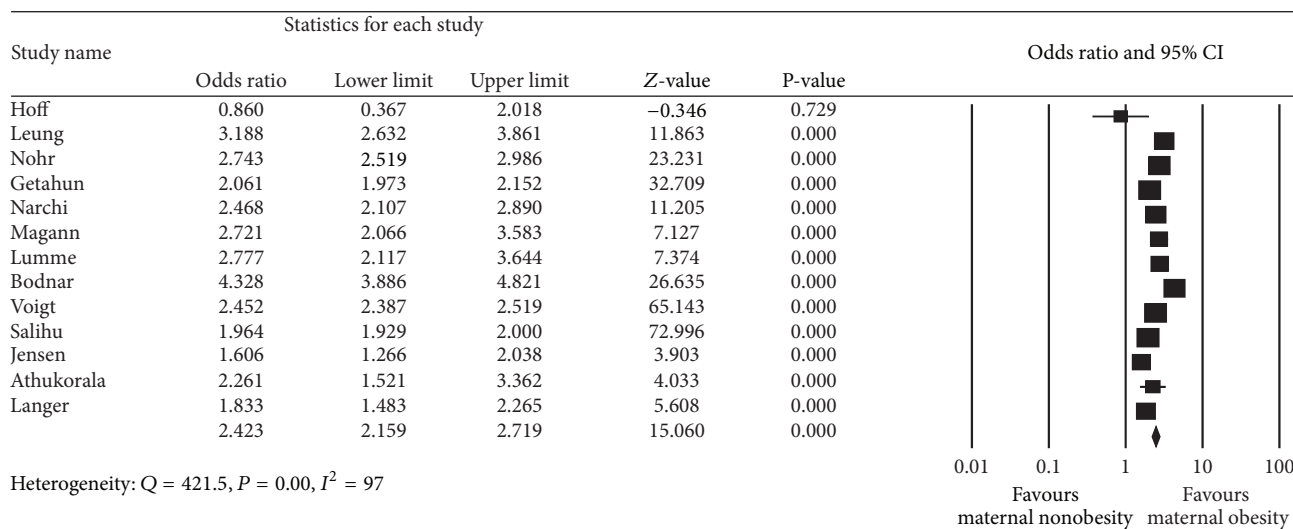 Statistics for each study
Study name
Odds ratio and 95% CI
Odds ratio Lower limit Upper limit Z-value P-value
Hoff 0.860 0.367 2.018 −0.346 0.729
Leung 3.188 2.632 3.861 11.863 0.000
Nohr 2.743 2.519 2.986 23.231 0.000
Getahun 2.061 1.973 2.152 32.709 0.000
Narchi 2.468 2.107 2.890 11.205 0.000
Magann 2.721 2.066 3.583 7.127 0.000
Lumme 2.777 2.117 3.644 7.374 0.000
Bodnar 4.328 3.886 4.821 26.635 0.000
Voigt 2.452 2.387 2.519 65.143 0.000
Salihu 1.964 1.929 2.000 72.996 0.000
Jensen 1.606 1.266 2.038 3.903 0.000
Athukorala 2.261 1.521 3.362 4.033 0.000
Langer 1.833 1.483 2.265 5.608 0.000
2.423 2.159 2.719 15.060 0.000
0.01 0.1 1 10 100
Heterogeneity: Q = 421.5, P = 0.00, I² = 97
Favours Favours
maternal nonobesity maternal obesity